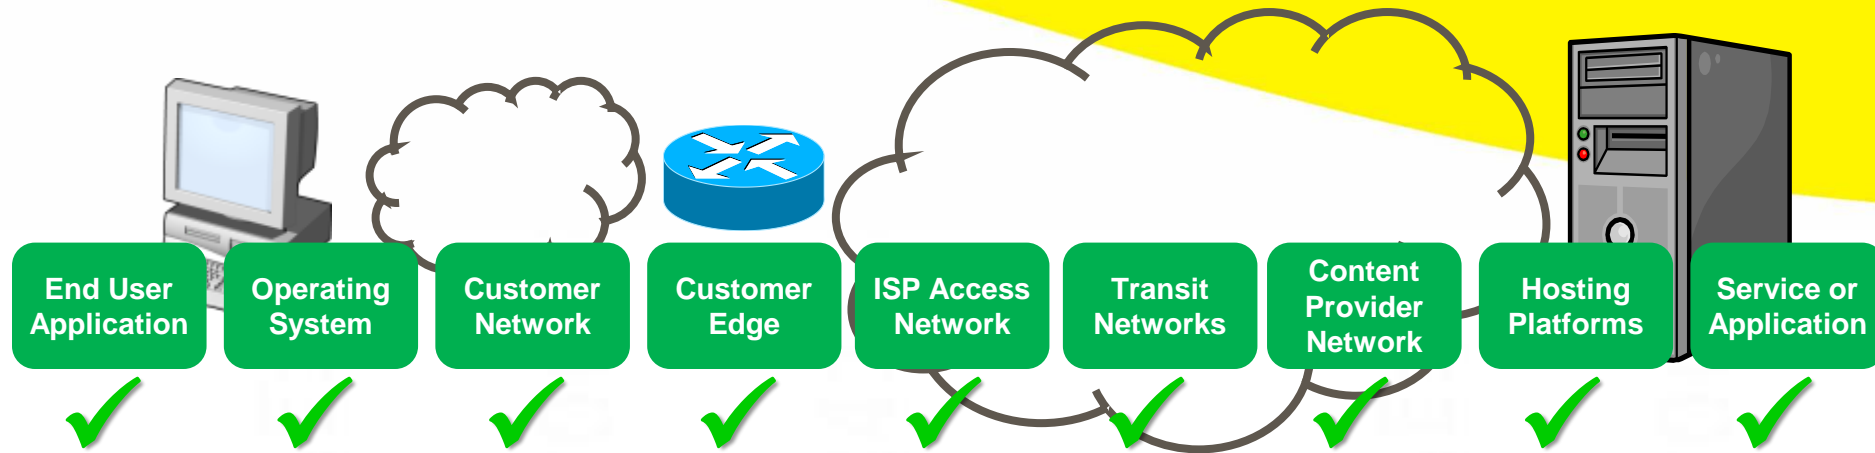 End User
Application
Operating
System
Customer
Network
Customer
Edge
ISP Access
Network
Transit
Networks
Content
Provider
Network
Hosting
Platforms
Service or
Application